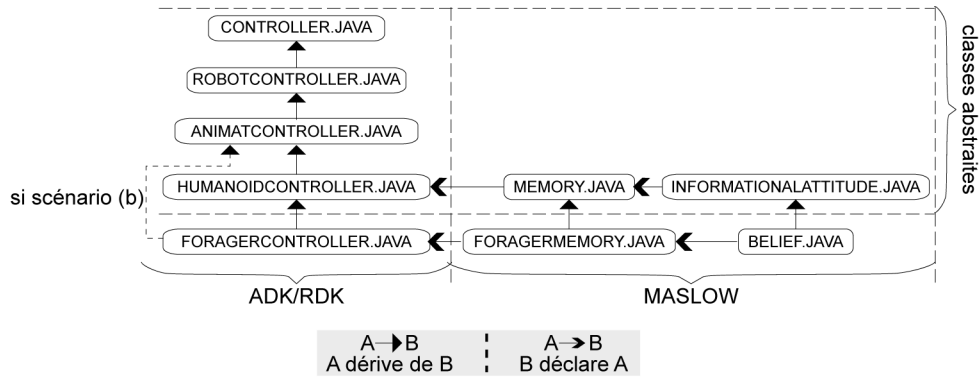 CONTROLLER.JAVA
ROBOTCONTROLLER.JAVA
ANIMATCONTROLLER.JAVA
si scénario (b)
HUMANOIDCONTROLLER.JAVA
MEMORY.JAVA
INFORMATIONALATTITUDE.JAVA
classes abstraites
FORAGERCONTROLLER.JAVA
FORAGERMEMORY.JAVA
BELIEF.JAVA
ADK/RDK
MASLOW
A B
A dérive de B
A B
B déclare A